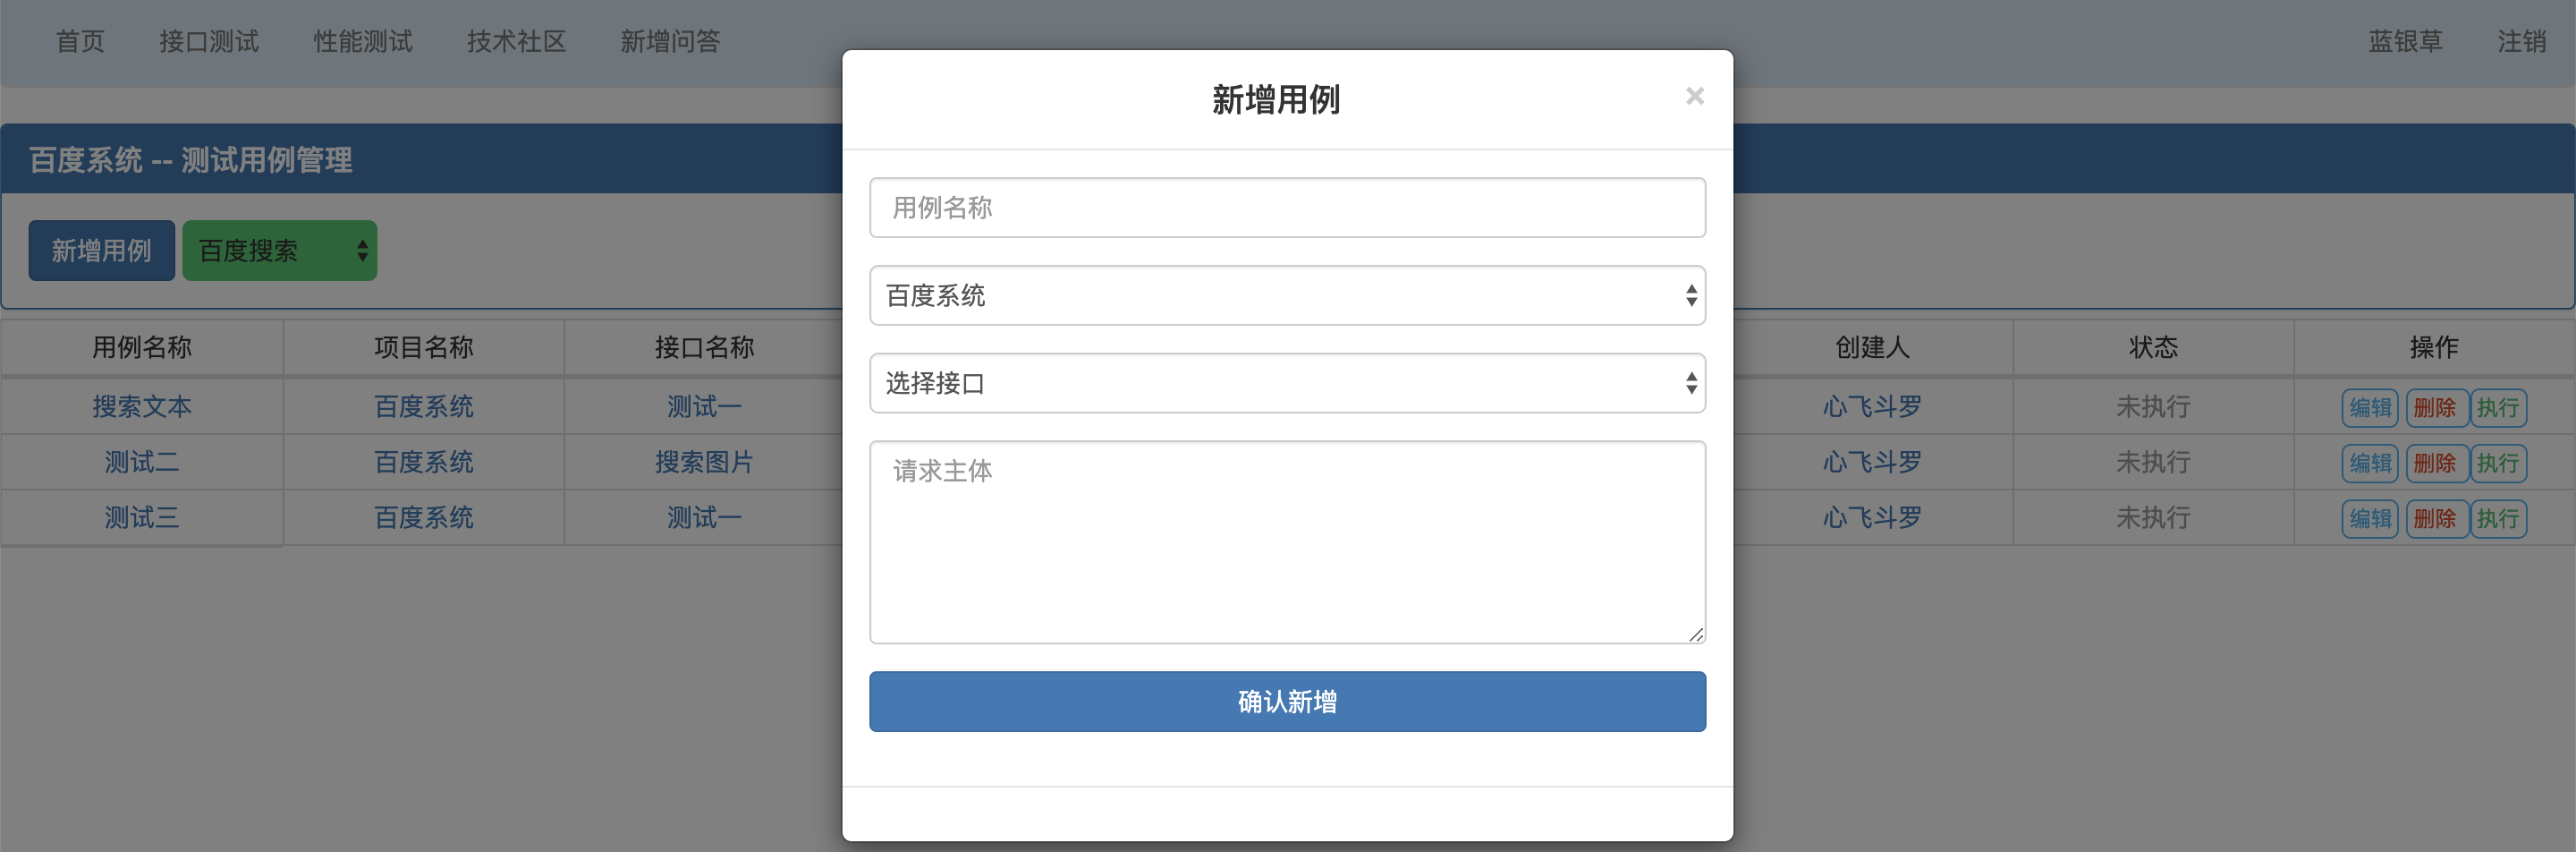 首页 接口测试 性能测试 技术社区 新增问答 蓝银草 注销
新增用例 ×
百度系统 -- 测试用例管理
新增用例 百度搜索
用例名称
百度系统
选择接口
请求主体
确认新增
用例名称 项目名称 接口名称 创建人 状态 操作
搜索文本 百度系统 测试一 心飞斗罗 未执行 编辑 删除 执行
测试二 百度系统 搜索图片 心飞斗罗 未执行 编辑 删除 执行
测试三 百度系统 测试一 心飞斗罗 未执行 编辑 删除 执行